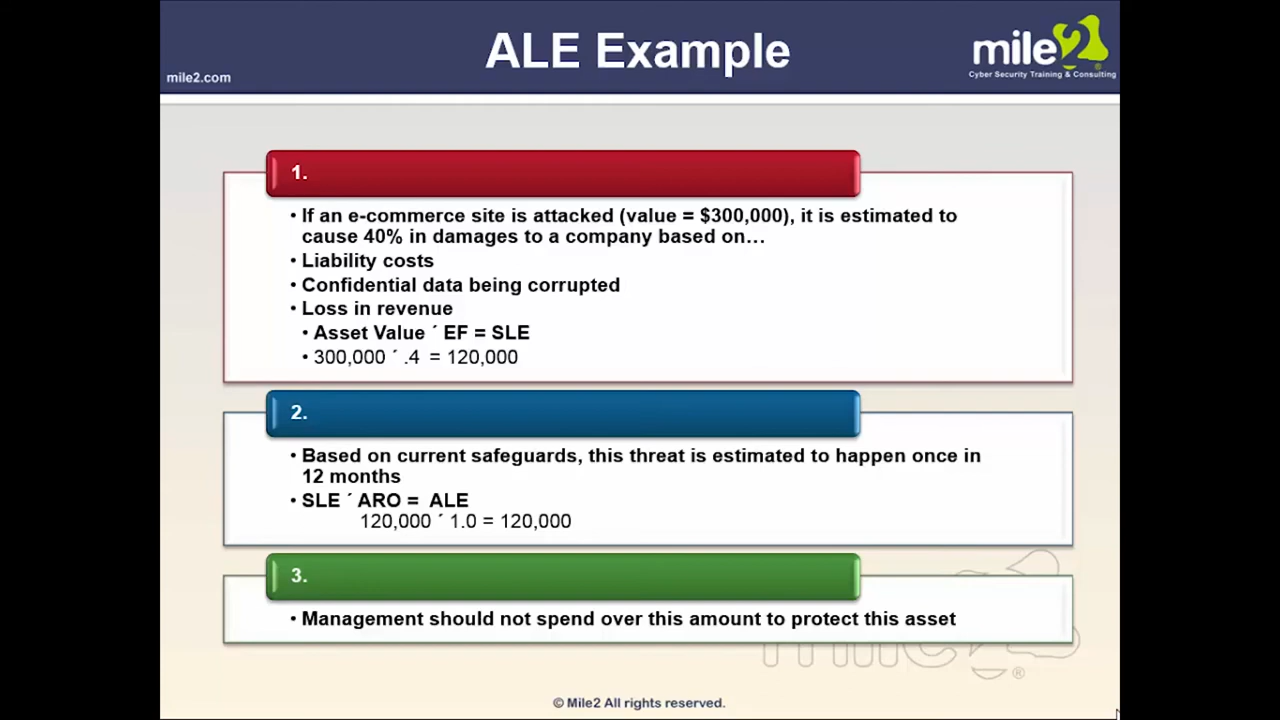 ALE Example
mile2.com
mile2
®
Cyber Security Training & Consulting
1.
• If an e-commerce site is attacked (value = $300,000), it is estimated to
cause 40% in damages to a company based on…
• Liability costs
• Confidential data being corrupted
• Loss in revenue
• Asset Value ´ EF = SLE
• 300,000 ´ .4 = 120,000
2.
• Based on current safeguards, this threat is estimated to happen once in
12 months
• SLE ´ ARO = ALE
120,000 ´ 1.0 = 120,000
3.
• Management should not spend over this amount to protect this asset
mile2
®
© Mile2 All rights reserved.